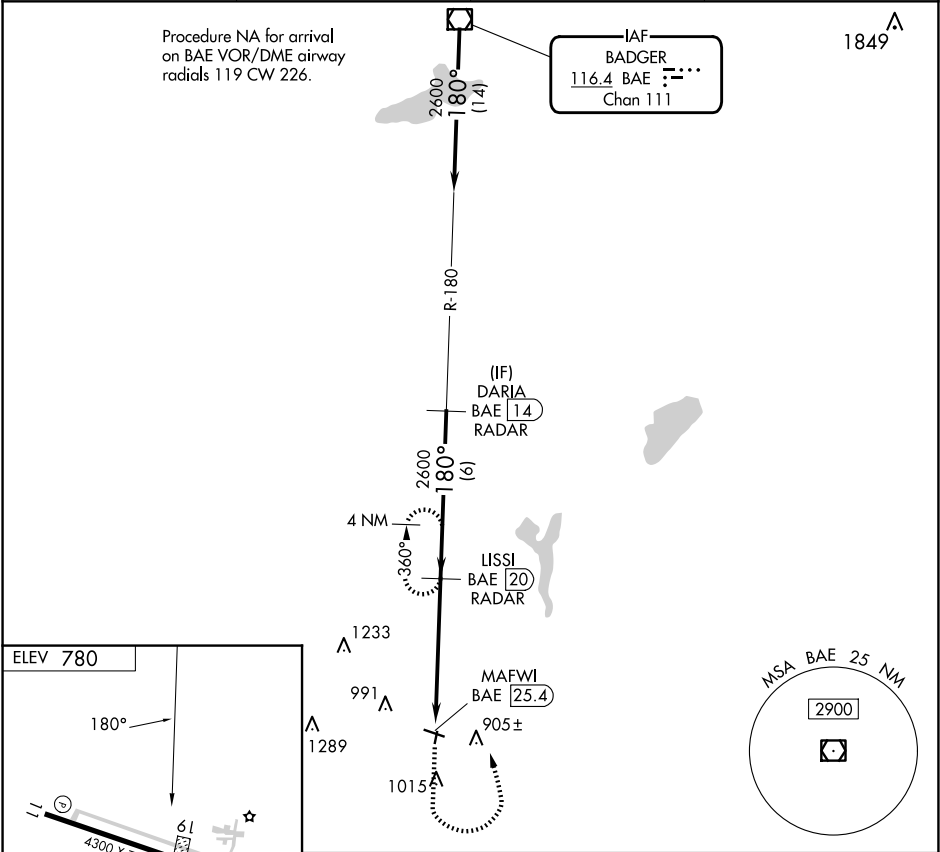 Procedure NA for arrival
on BAE VOR/DME airway
radials 119 CW 226.
IAF
BADGER
116.4 BAE
Chan 111
1849
2600
180°
(14)
R-180
(IF)
DARIA
BAE 14
RADAR
2600
180°
(6)
4 NM
360°
LISSI
BAE 20
RADAR
1233
991
1289
MAFWI
BAE 25.4
905±
1015
MSA BAE 25 NM
2900
ELEV 780
180°
11
P
19
4300 X